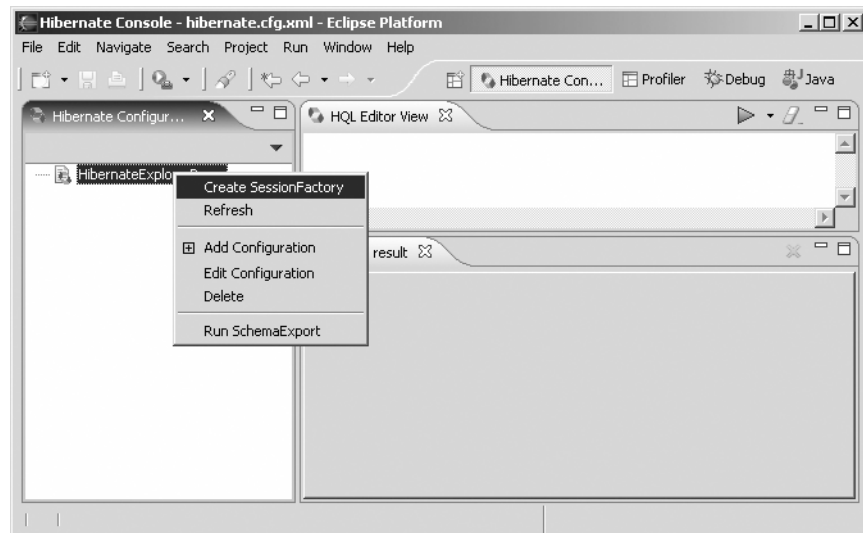 Hibernate Console - hibernate.cfg.xml - Eclipse Platform
File Edit Navigate Search Project Run Window Help
Hibernate Con... Profiler Debug Java
Hibernate Configur... HQL Editor View
Create SessionFactory
Refresh
Add Configuration
result
Edit Configuration
Delete
Run SchemaExport